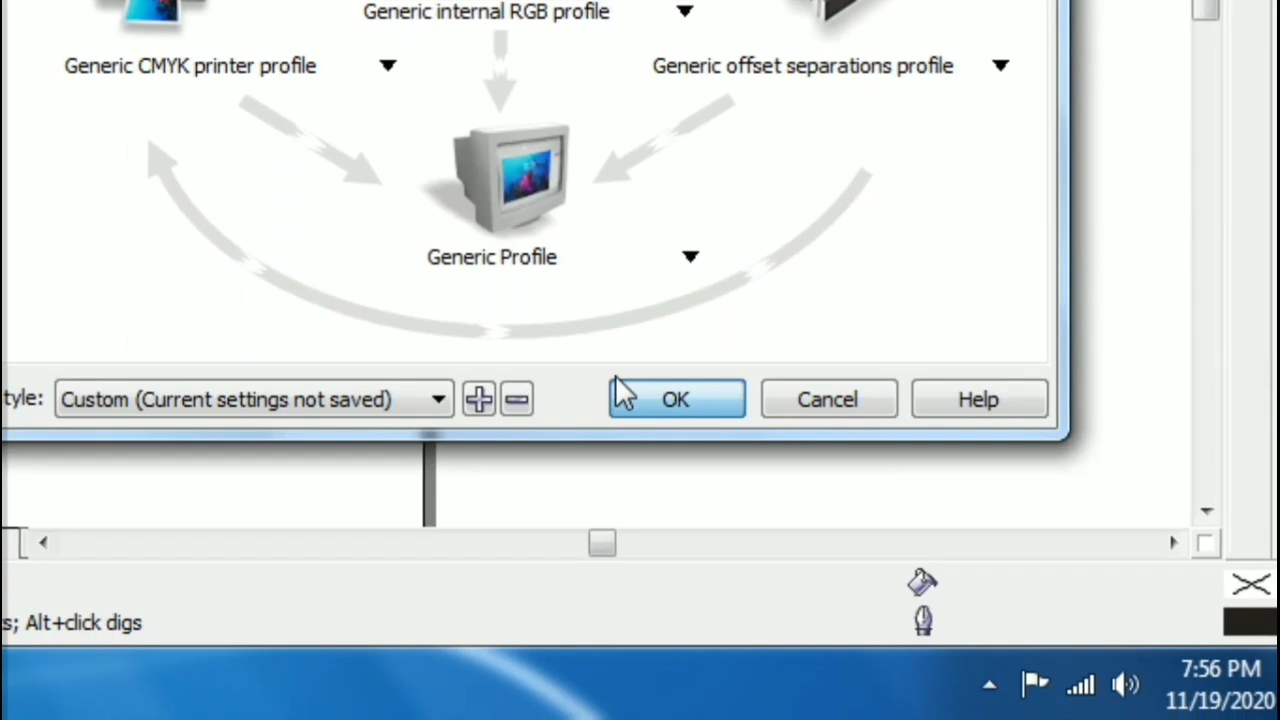 Generic internal RGB profile
Generic CMYK printer profile
Generic offset separations profile
Generic Profile
tyle: Custom (Current settings not saved) OK Cancel Help
s; Alt+click digs
7:56 PM
11/19/2020